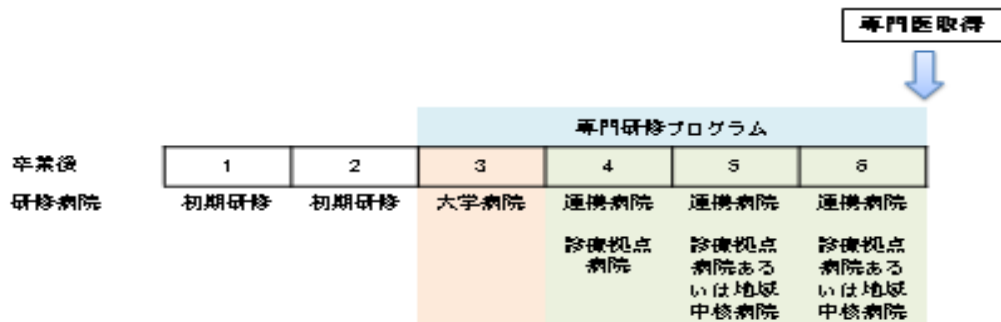 専門医取得
専門研修プログラム
卒業後 1 2 3 4 5 6
研修病院 初期研修 初期研修 大学病院 連携病院 連携病院 連携病院
診療拠点 診療拠点 診療拠点
病院 病院ある 病院ある
いは地域 いは地域
中核病院 中核病院